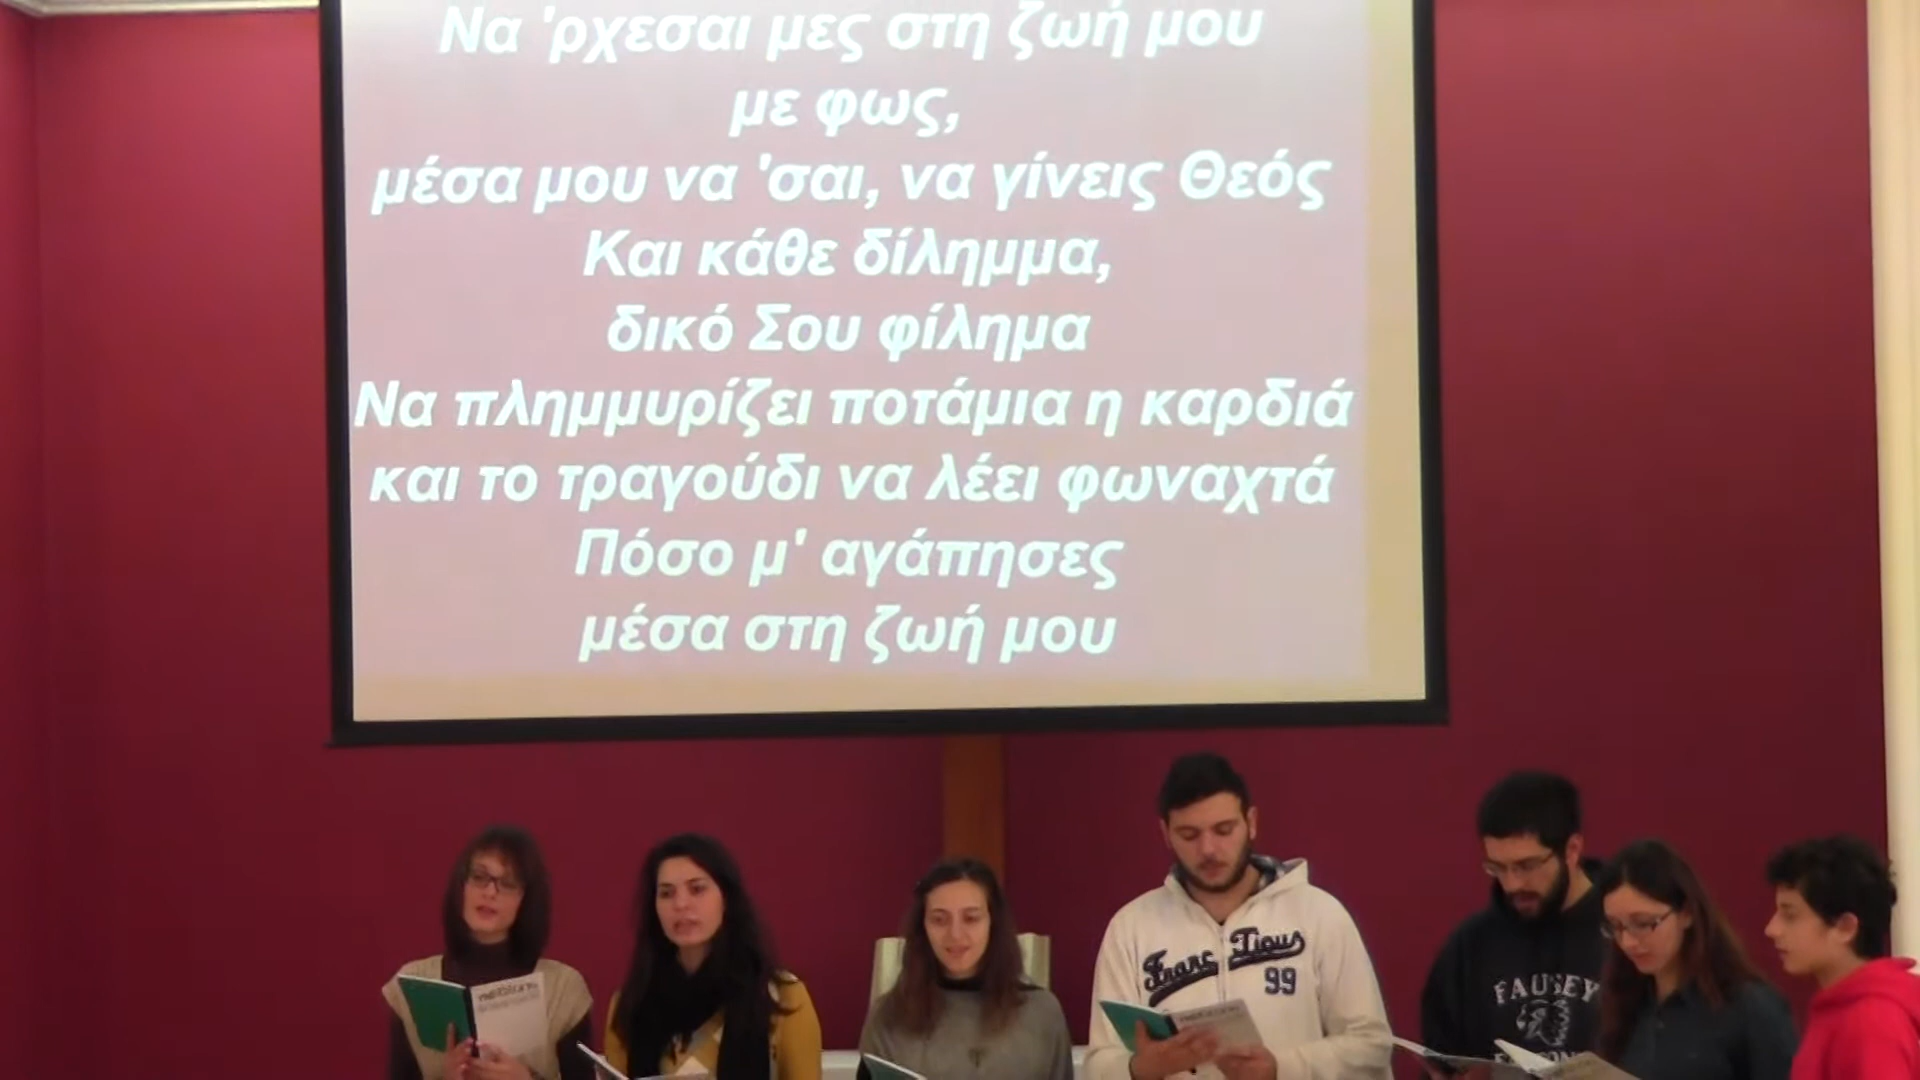 Να 'ρχεσαι μες στη ζωή μου
με φως,
μέσα μου να 'σαι, να γίνεις Θεός
Και κάθε δίλημμα,
δικό Σου φίλημα
Να πλημμυρίζει ποτάμια η καρδιά
και το τραγούδι να λέει φωναχτά
Πόσο μ' αγάπησες
μέσα στη ζωή μου
Franc Tious
99
FAUSEY